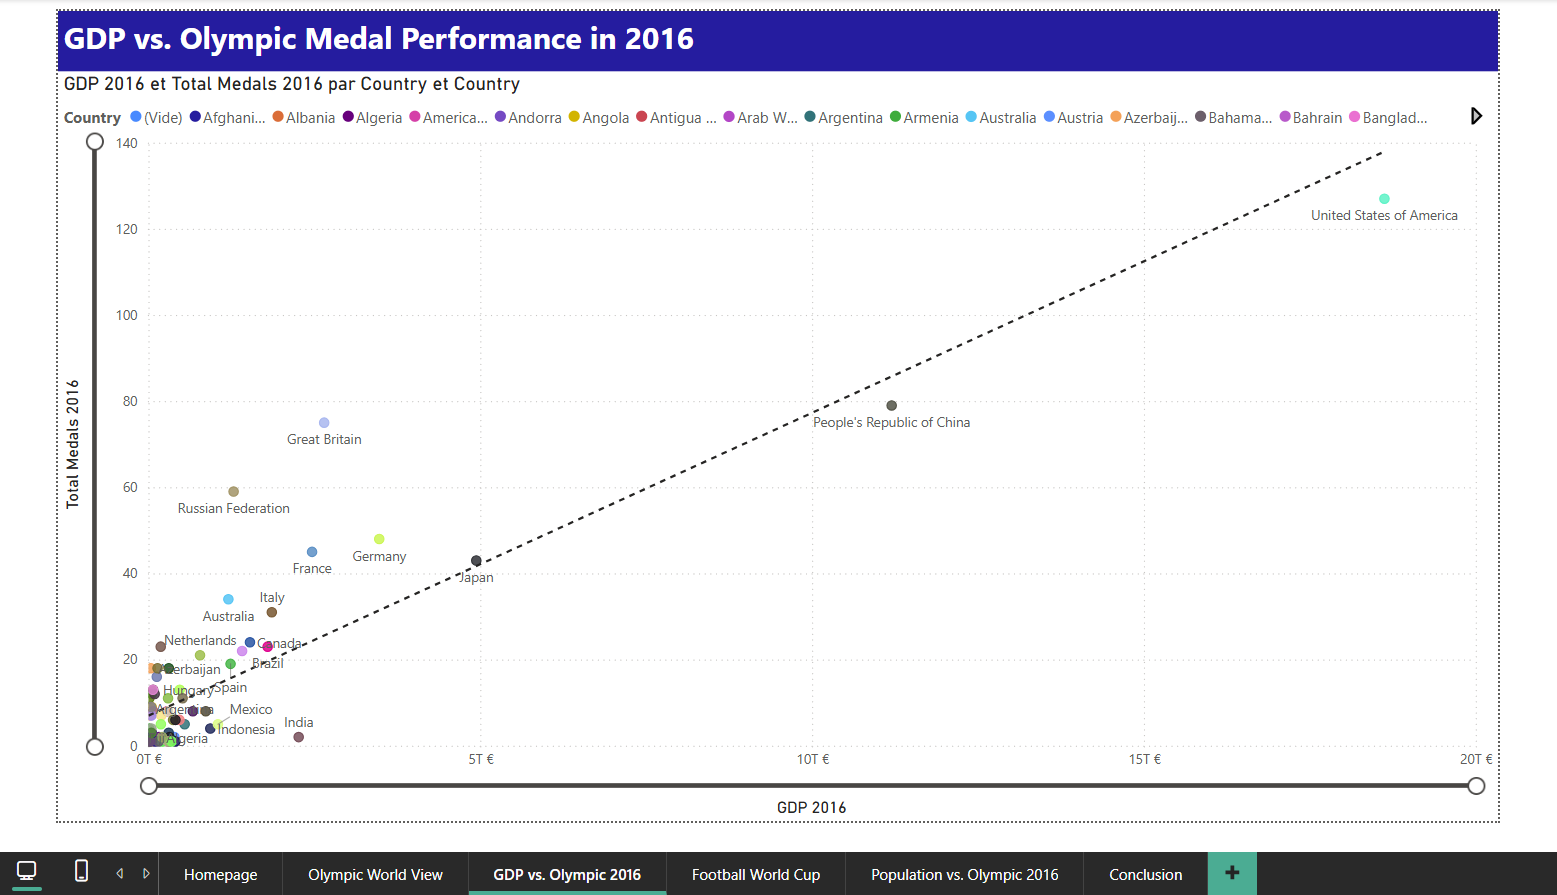 GDP vs. Olympic Medal Performance in 2016
GDP 2016 et Total Medals 2016 par Country et Country
Country (Vide) Afghani... Albania Algeria America... Andorra Angola Antigua ... Arab W... Argentina Armenia Australia Austria Azerbaij... Bahama... Bahrain Banglad...
140
United States of America
120
100
80
People's Republic of China
Great Britain
60
Russian Federation
Germany
France
40
Japan
Italy
Australia
Netherlands
Canada
20
Brazil
Spain
Hungary
Mexico
India
Indonesia
Algeria
0
Total Medals 2016
0T € 5T € 10T € 15T € 20T €
GDP 2016
Homepage Olympic World View GDP vs. Olympic 2016 Football World Cup Population vs. Olympic 2016 Conclusion +